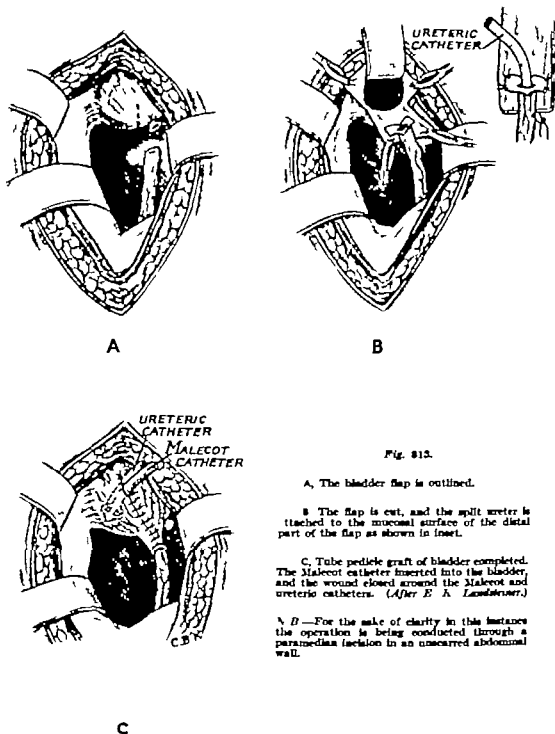 URETERIC
CATHETER
A
B
URETERIC
CATHETER
MALECOT
CATHETER
C.B
C
Fig. 813.
A, The bladder flap is outlined.
B The flap is cut, and the split ureter is
ttached to the mucosal surface of the distal
part of the flap as shown in inset.
C, Tube pedicle graft of bladder completed.
The Malecot catheter inserted into the bladder,
and the wound closed around the Malecot and
ureteric catheters. (After E K Landsteiner.)
N B—For the sake of clarity in this instance
the operation is being conducted through a
paramedian incision in an unscarred abdominal
wall.